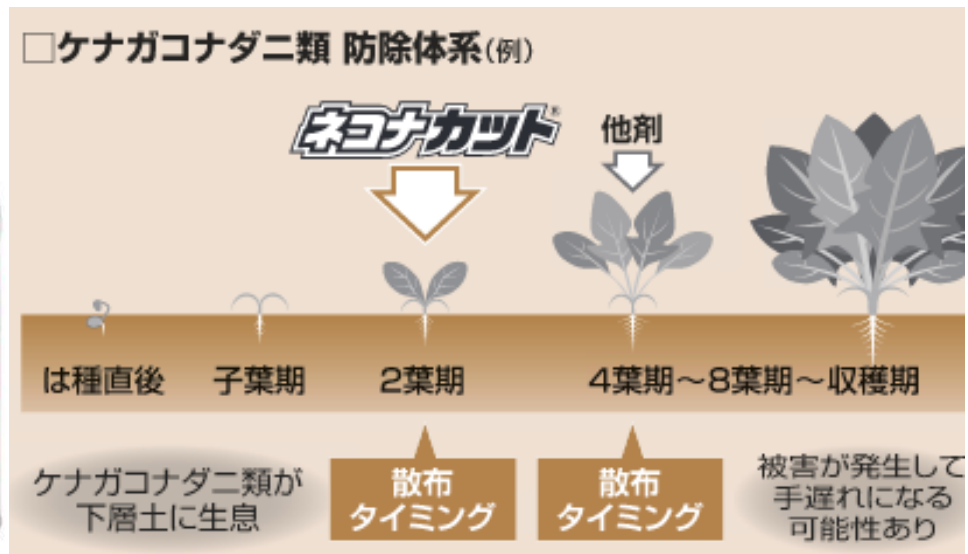 □ケナガコナダニ類 防除体系(例)
ネコナカット®
他剤
は種直後
子葉期
2葉期
4葉期～8葉期～収穫期
ケナガコナダニ類が
下層土に生息
散布
タイミング
散布
タイミング
被害が発生して
手遅れになる
可能性あり